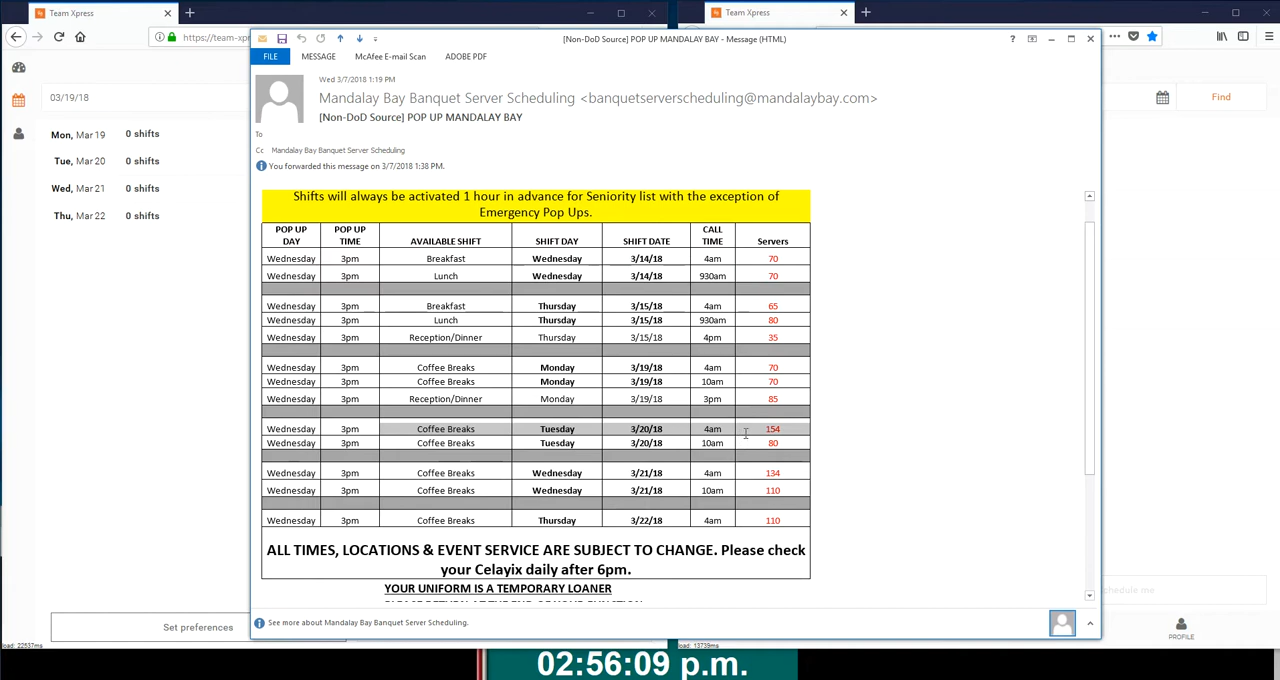 Team Xpress
Team Xpress
https://team-xp
[Non-DoD Source] POP UP MANDALAY BAY - Message (HTML)
FILE MESSAGE McAfee E-mail Scan ADOBE PDF
Wed 3/7/2018 1:19 PM
Mandalay Bay Banquet Server Scheduling <banquetserverscheduling@mandalaybay.com>
[Non-DoD Source] POP UP MANDALAY BAY
To
Cc Mandalay Bay Banquet Server Scheduling
You forwarded this message on 3/7/2018 1:38 PM.
03/19/18
Find
Mon, Mar 19 0 shifts
Tue, Mar 20 0 shifts
Wed, Mar 21 0 shifts
Thu, Mar 22 0 shifts
Shifts will always be activated 1 hour in advance for Seniority list with the exception of
Emergency Pop Ups.
POP UP DAY POP UP TIME AVAILABLE SHIFT SHIFT DAY SHIFT DATE CALL TIME Servers
Wednesday 3pm Breakfast Wednesday 3/14/18 4am 70
Wednesday 3pm Lunch Wednesday 3/14/18 930am 70
Wednesday 3pm Breakfast Thursday 3/15/18 4am 65
Wednesday 3pm Lunch Thursday 3/15/18 930am 80
Wednesday 3pm Reception/Dinner Thursday 3/15/18 4pm 35
Wednesday 3pm Coffee Breaks Monday 3/19/18 4am 70
Wednesday 3pm Coffee Breaks Monday 3/19/18 10am 70
Wednesday 3pm Reception/Dinner Monday 3/19/18 3pm 85
Wednesday 3pm Coffee Breaks Tuesday 3/20/18 4am 154
Wednesday 3pm Coffee Breaks Tuesday 3/20/18 10am 80
Wednesday 3pm Coffee Breaks Wednesday 3/21/18 4am 134
Wednesday 3pm Coffee Breaks Wednesday 3/21/18 10am 110
Wednesday 3pm Coffee Breaks Thursday 3/22/18 4am 110
ALL TIMES, LOCATIONS & EVENT SERVICE ARE SUBJECT TO CHANGE. Please check
your Celayix daily after 6pm.
YOUR UNIFORM IS A TEMPORARY LOANER
See more about Mandalay Bay Banquet Server Scheduling.
Set preferences
edule me
PROFILE
load: 22537ms
load: 13739ms
02:56:09 p.m.